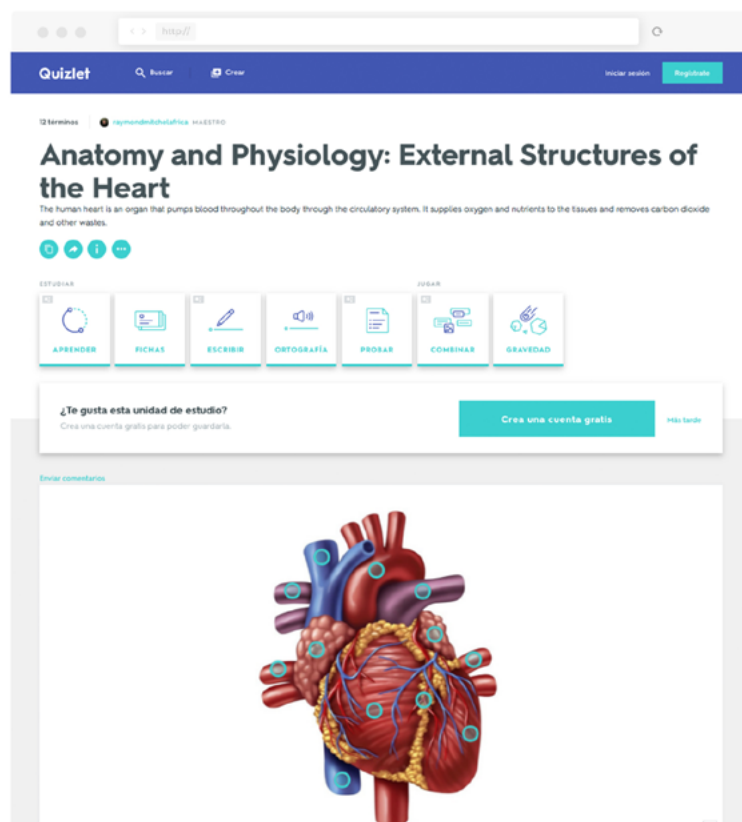 http://
Quizlet Buscar Crear Iniciar sesión Regístrate
12 términos raymondmitchelafrica MAESTRO
Anatomy and Physiology: External Structures of
the Heart
The human heart is an organ that pumps blood throughout the body through the circulatory system. It supplies oxygen and nutrients to the tissues and removes carbon dioxide
and other wastes.
ESTUDIAR JUGAR
APRENDER FICHAS ESCRIBIR ORTOGRAFÍA PROBAR COMBINAR GRAVEDAD
¿Te gusta esta unidad de estudio?
Crea una cuenta gratis para poder guardarla.
Crea una cuenta gratis Más tarde
Enviar comentarios